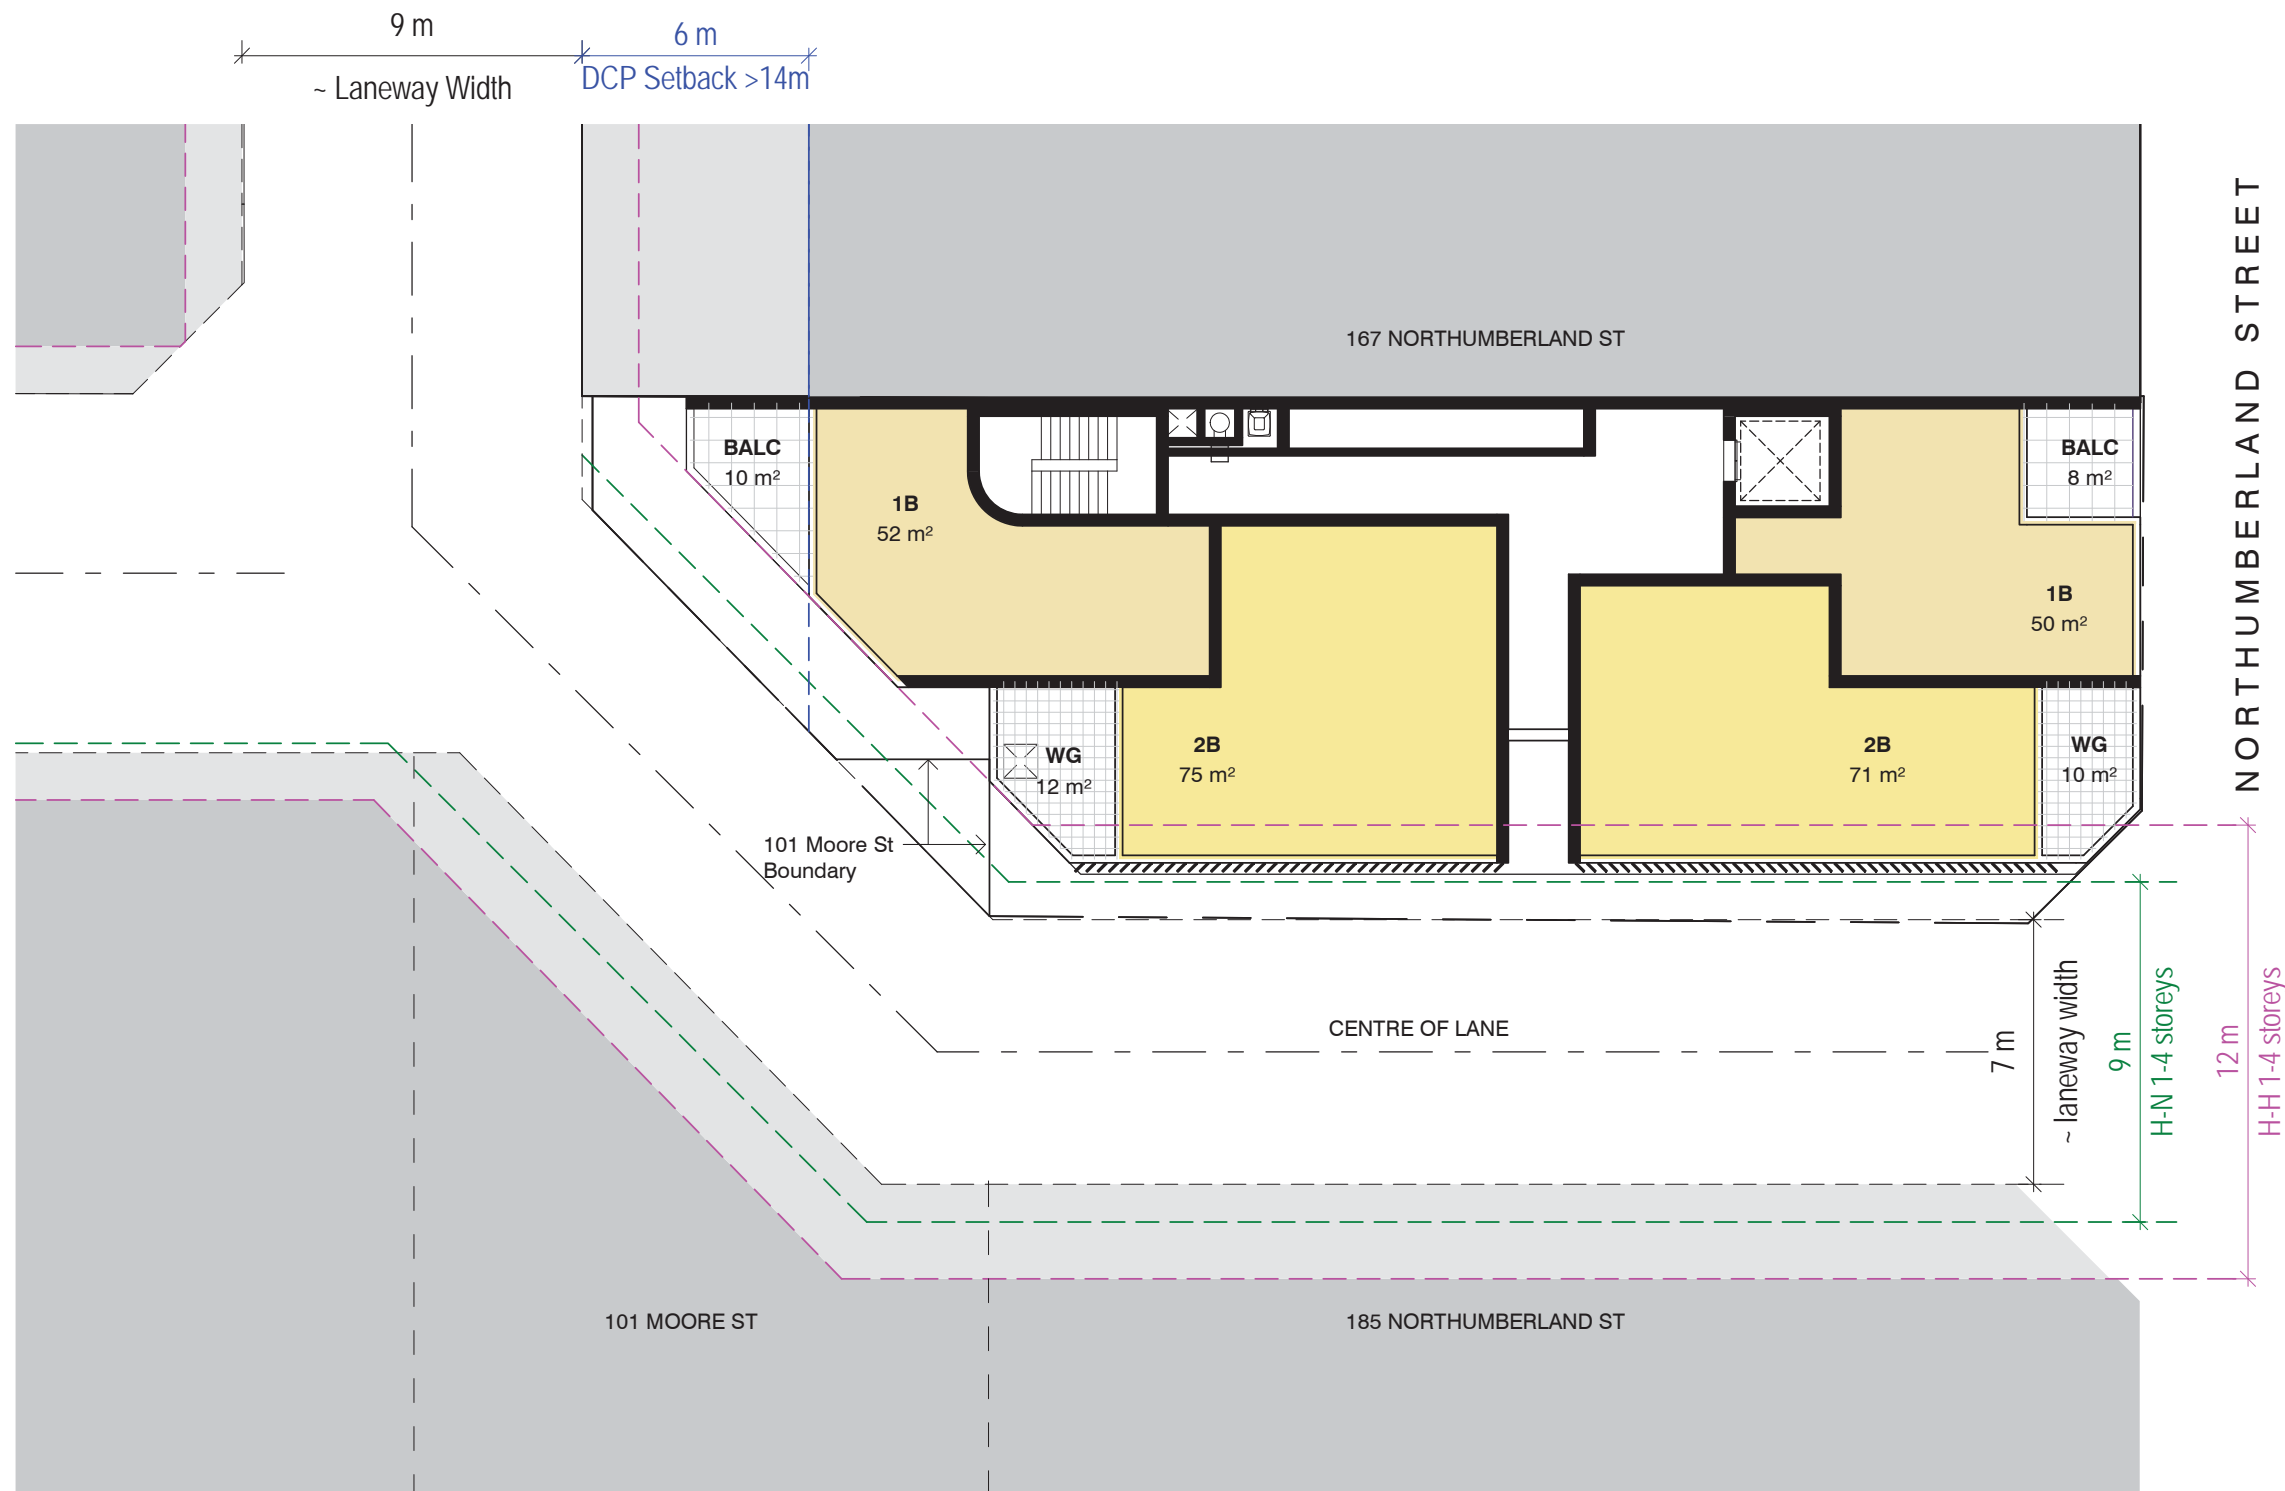 9 m
~ Laneway Width
6 m
DCP Setback >14m
NORTHUMBERLAND STREET
167 NORTHUMBERLAND ST
BALC
10 m²
1B
52 m²
BALC
8 m²
1B
50 m²
2B
75 m²
WG
12 m²
2B
71 m²
WG
10 m²
101 Moore St
Boundary
CENTRE OF LANE
7 m
~ laneway width
9 m
H-N 1-4 storeys
12 m
H-H 1-4 storeys
101 MOORE ST
185 NORTHUMBERLAND ST